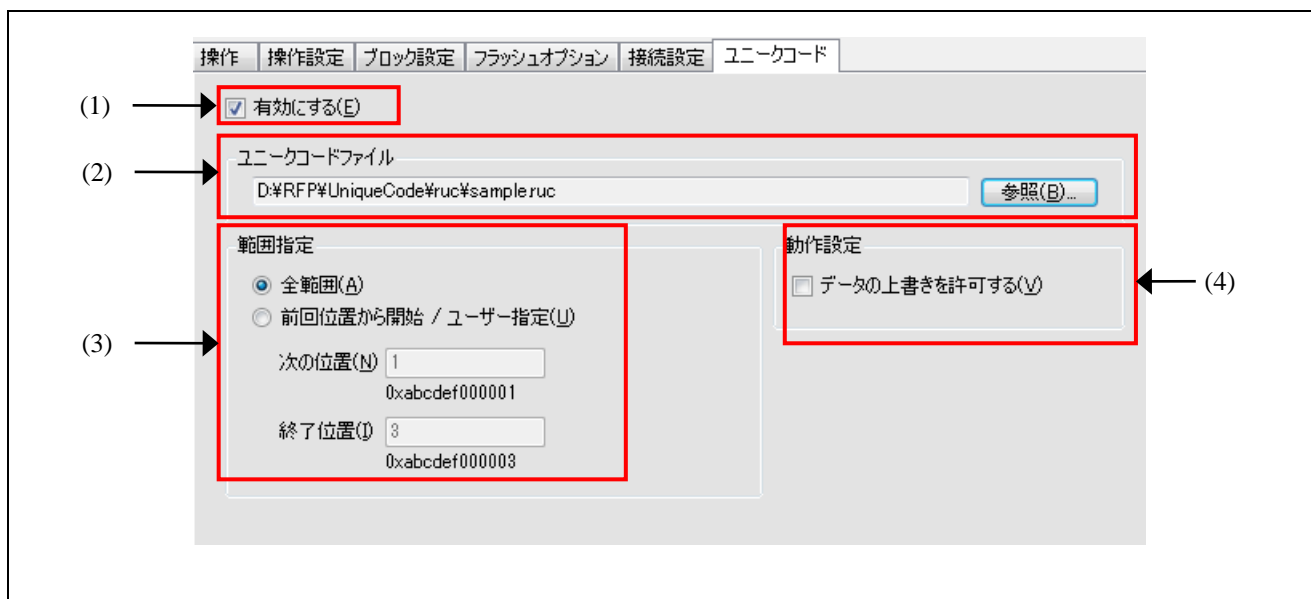 操作 操作設定 ブロック設定 フラッシュオプション 接続設定 ユニークコード
(1) 有効にする(E)
(2) ユニークコードファイル
D:¥RFP¥UniqueCode¥ruc¥sample.ruc 参照(B)...
範囲指定 動作設定
全範囲(A) データの上書きを許可する(V) (4)
前回位置から開始 / ユーザー指定(U)
(3)
次の位置(N) 1
0xabcdef000001
終了位置(I) 3
0xabcdef000003